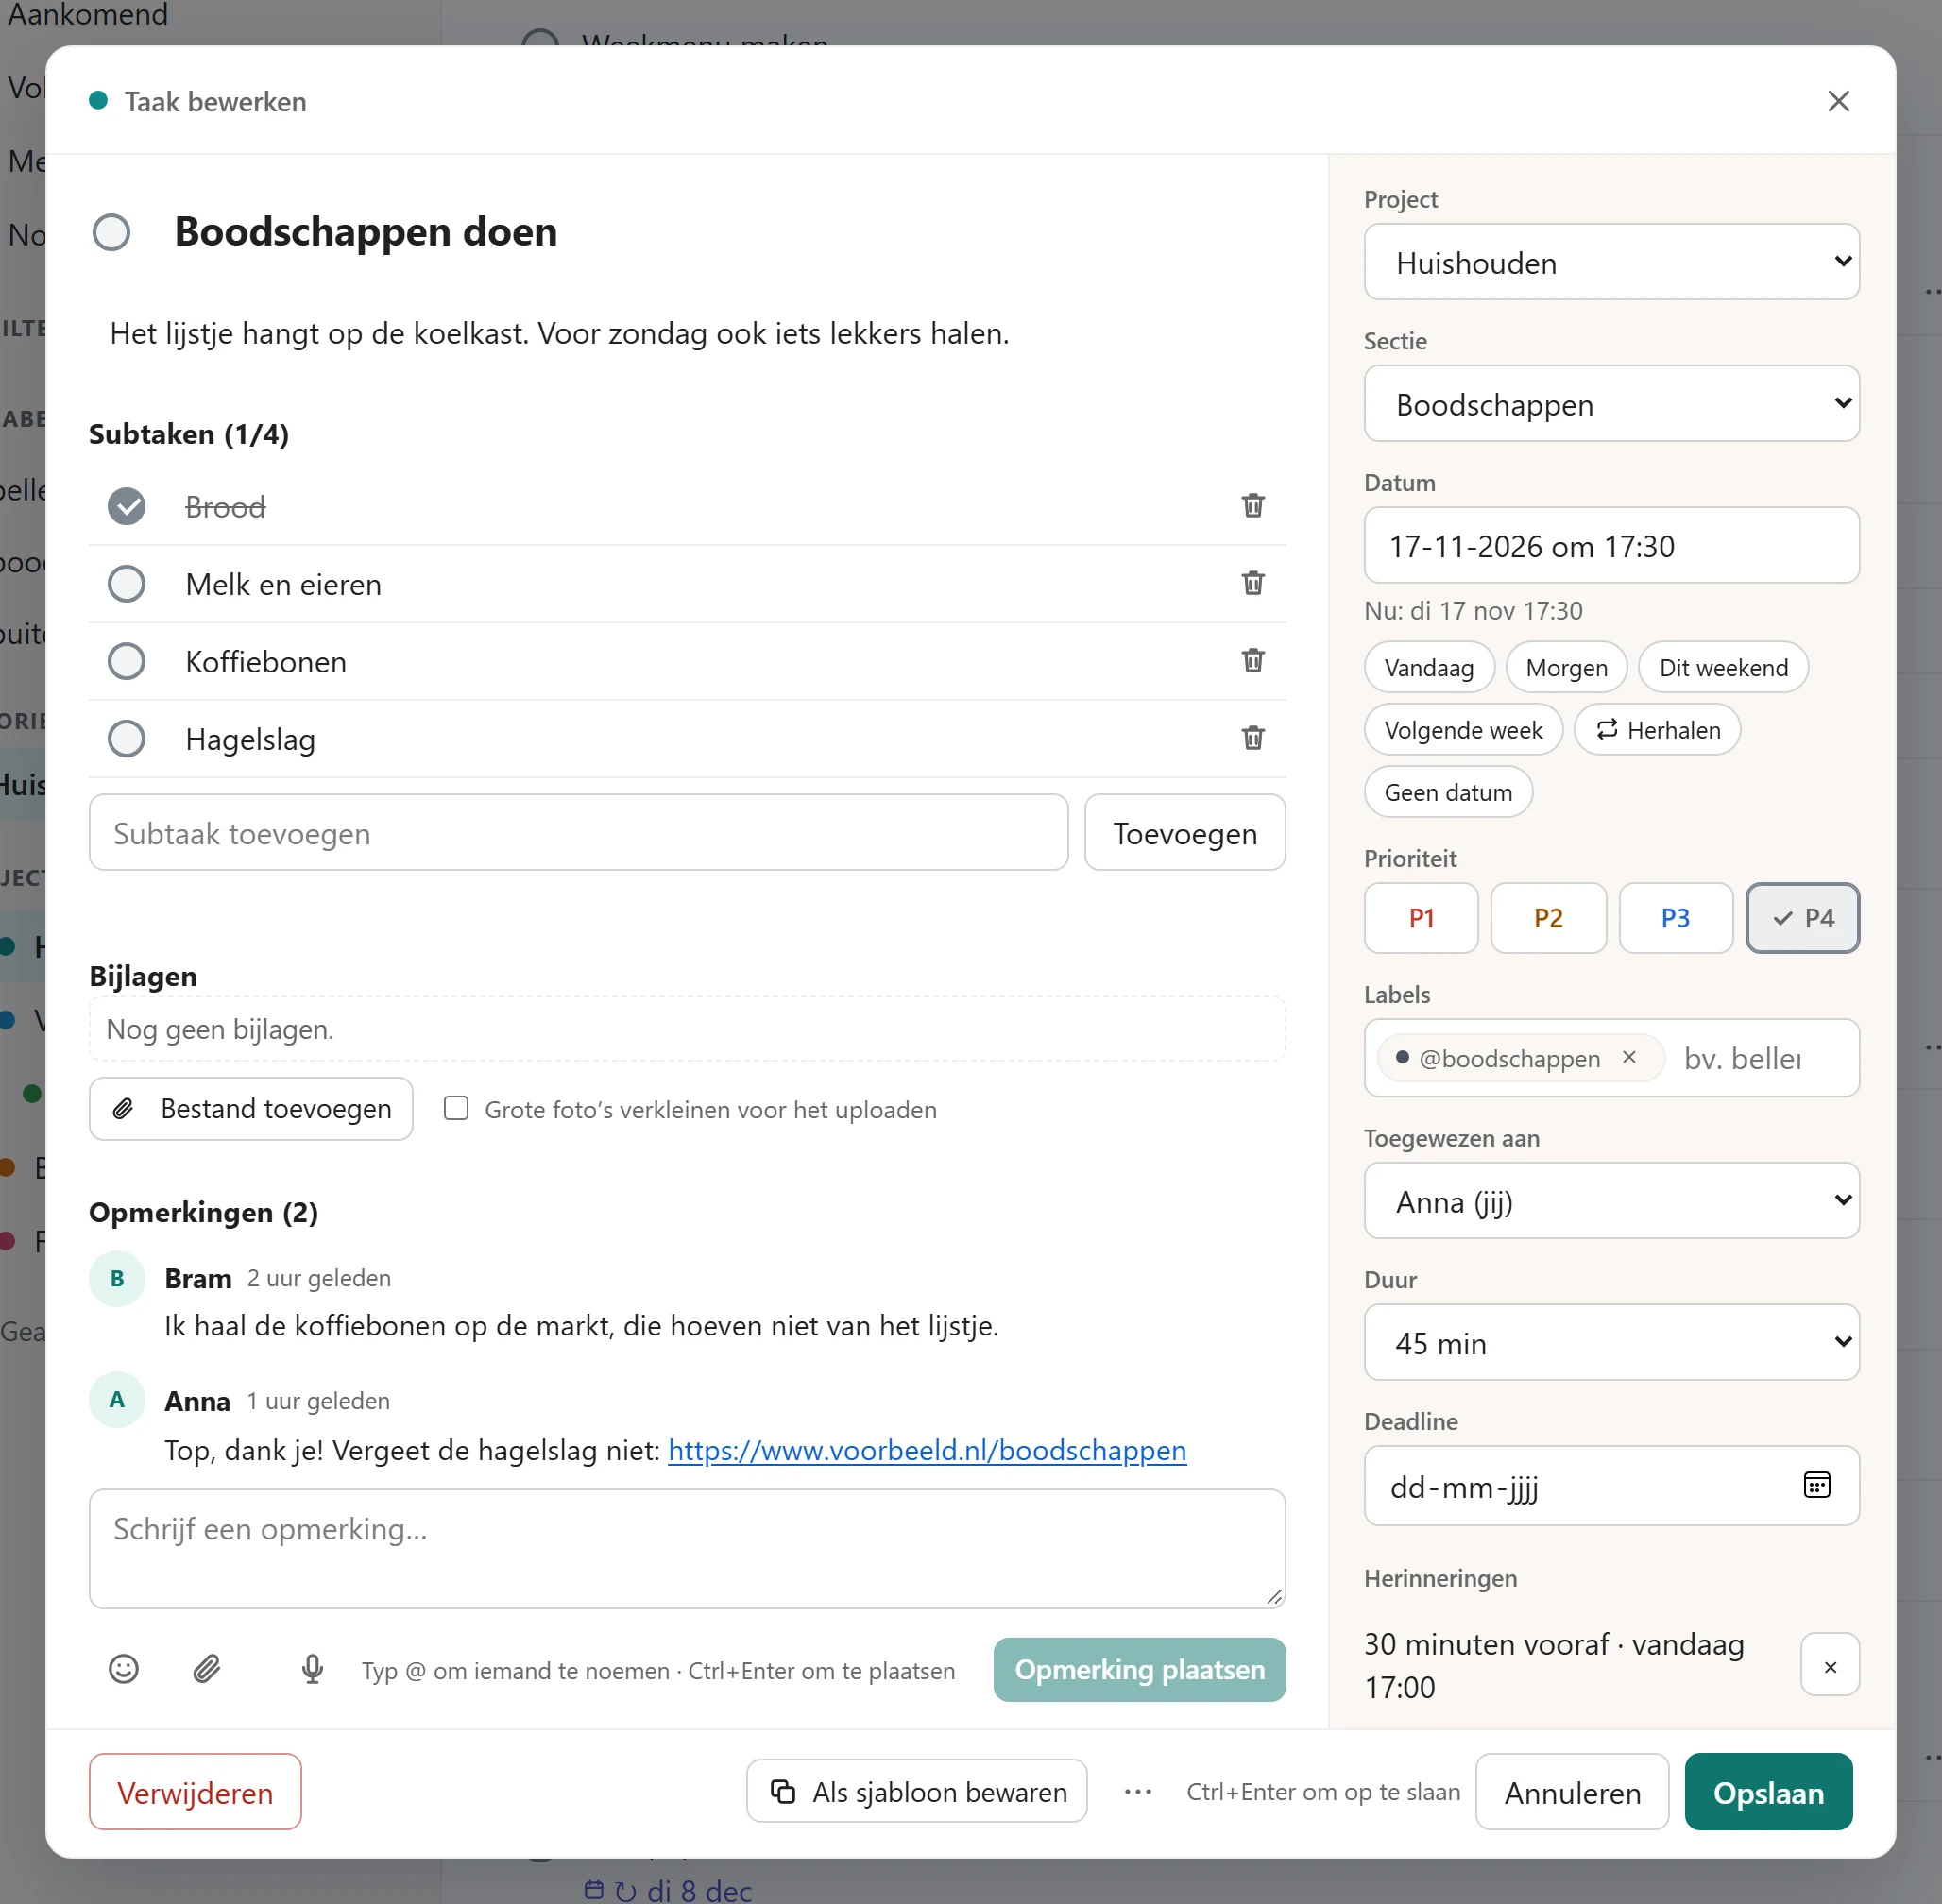 Aankomend
Taak bewerken
Boodschappen doen
Het lijstje hangt op de koelkast. Voor zondag ook iets lekkers halen.
Subtaken (1/4)
Brood
Melk en eieren
Koffiebonen
Hagelslag
Subtaak toevoegen
Toevoegen
Bijlagen
Nog geen bijlagen.
Bestand toevoegen
Grote foto’s verkleinen voor het uploaden
Opmerkingen (2)
B
Bram 2 uur geleden
Ik haal de koffiebonen op de markt, die hoeven niet van het lijstje.
A
Anna 1 uur geleden
Top, dank je! Vergeet de hagelslag niet: https://www.voorbeeld.nl/boodschappen
Schrijf een opmerking...
Typ @ om iemand te noemen · Ctrl+Enter om te plaatsen
Opmerking plaatsen
Project
Huishouden
Sectie
Boodschappen
Datum
17-11-2026 om 17:30
Nu: di 17 nov 17:30
Vandaag
Morgen
Dit weekend
Volgende week
Herhalen
Geen datum
Prioriteit
P1
P2
P3
P4
Labels
@boodschappen ×
bv.
Toegewezen aan
Anna (jij)
Duur
45 min
Deadline
dd-mm-jjjj
Herinneringen
30 minuten vooraf · vandaag
17:00
×
Verwijderen
Als sjabloon bewaren
···
Ctrl+Enter om op te slaan
Annuleren
Opslaan
di 8 dec